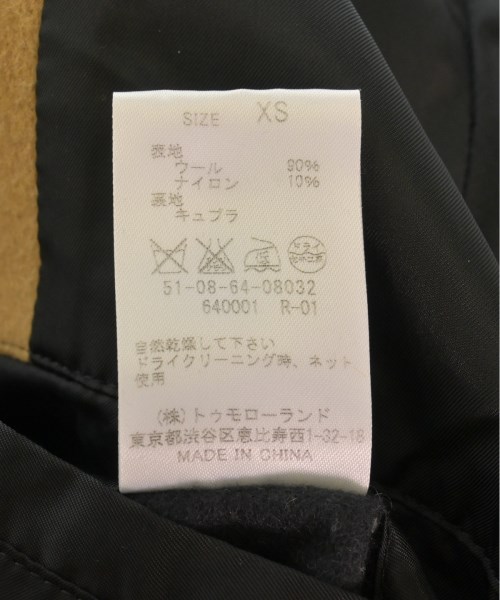 SIZE XS
表地
ウール 90%
ナイロン 10%
裏地
キュプラ
ドライ
51-08-64-08032
640001 R-01
自然乾燥して下さい
ドライクリーニング時、ネット
使用
(株)トゥモローランド
東京都渋谷区恵比寿西1-32-18
MADE IN CHINA